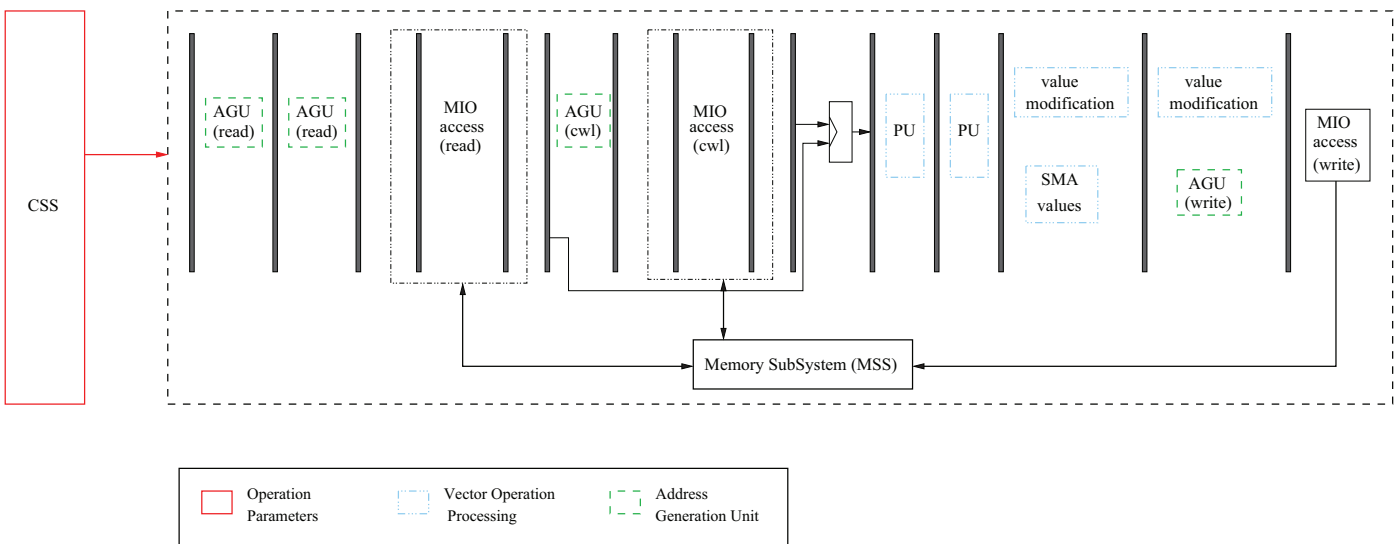 CSS
AGU
(read)
AGU
(read)
MIO
access
(read)
AGU
(cwl)
MIO
access
(cwl)
PU
PU
value
modification
SMA
values
value
modification
AGU
(write)
MIO
access
(write)
Memory SubSystem (MSS)
Operation
Parameters
Vector Operation
Processing
Address
Generation Unit